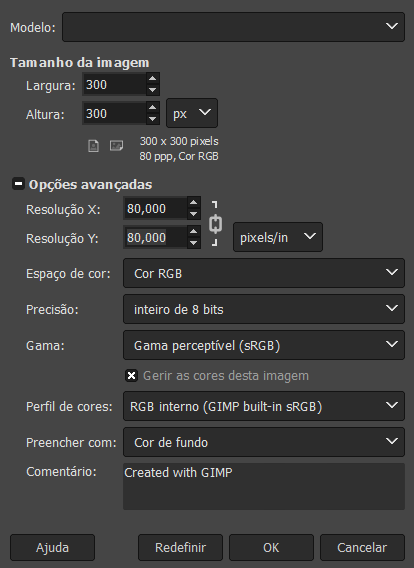 Modelo:
Tamanho da imagem
Largura: 300
Altura: 300 px
300 x 300 pixels
80 ppp, Cor RGB
Opções avançadas
Resolução X: 80,000
Resolução Y: 80,000 pixels/in
Espaço de cor: Cor RGB
Precisão: inteiro de 8 bits
Gama: Gama perceptível (sRGB)
Gerir as cores desta imagem
Perfil de cores: RGB interno (GIMP built-in sRGB)
Preencher com: Cor de fundo
Comentário: Created with GIMP
Ajuda Redefinir OK Cancelar